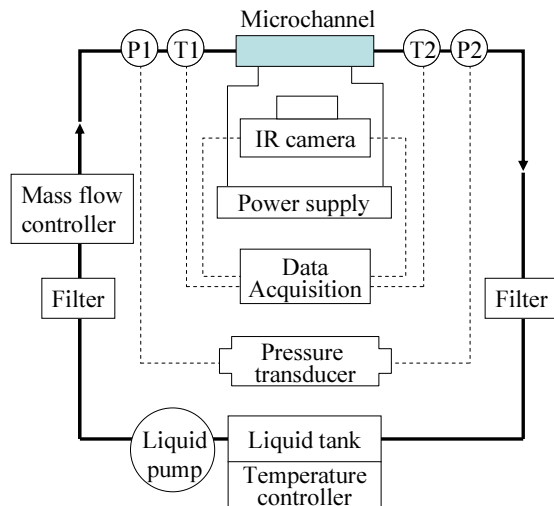 Microchannel
P1
T1
T2
P2
IR camera
Mass flow
controller
Power supply
Data
Acquisition
Filter
Filter
Pressure
transducer
Liquid
pump
Liquid tank
Temperature
controller